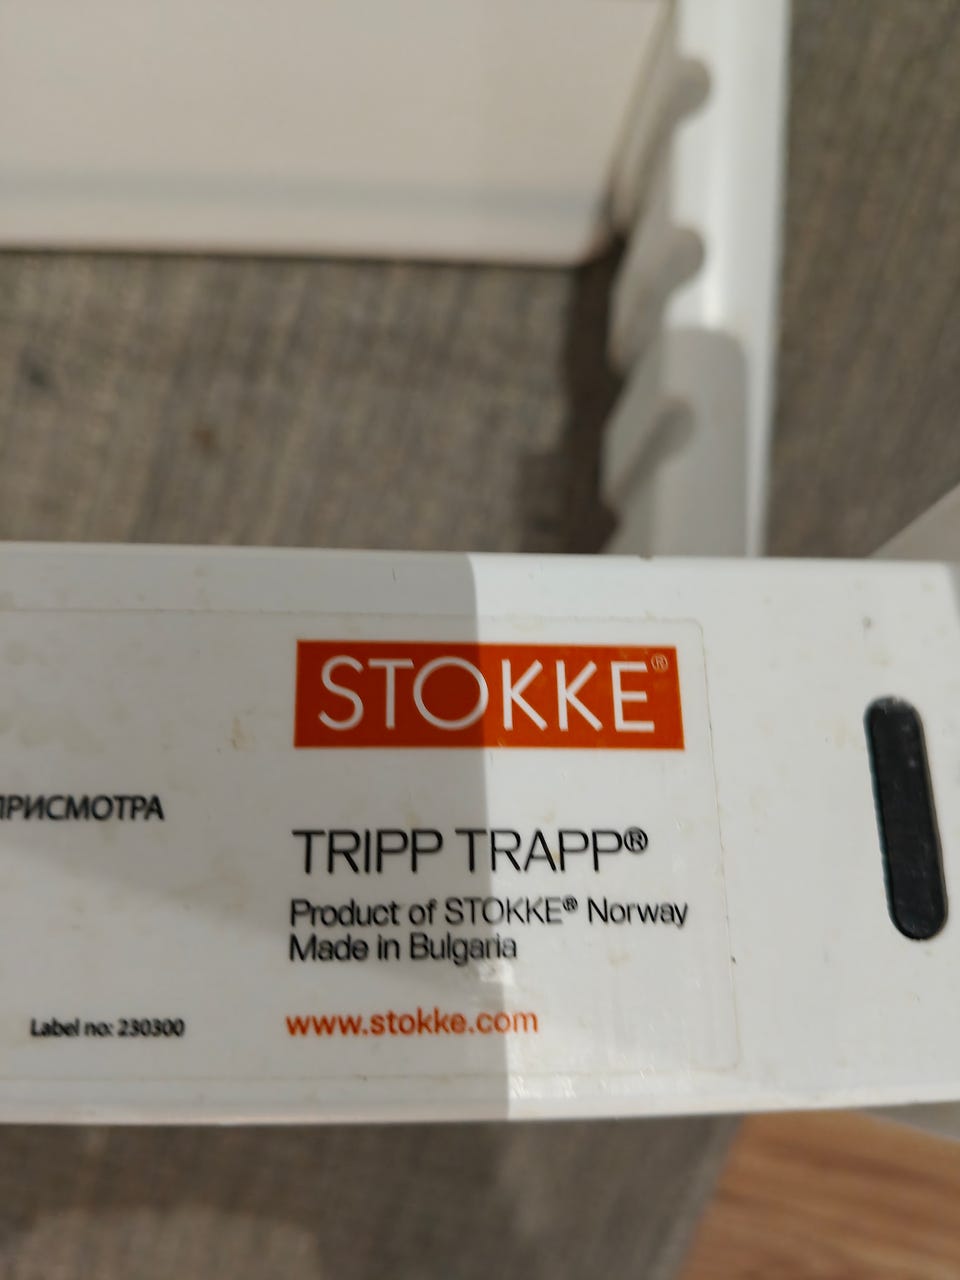 STOKKE®
ПРИСМОТРА
TRIPP TRAPP®
Product of STOKKE® Norway
Made in Bulgaria
Label no: 230300
www.stokke.com